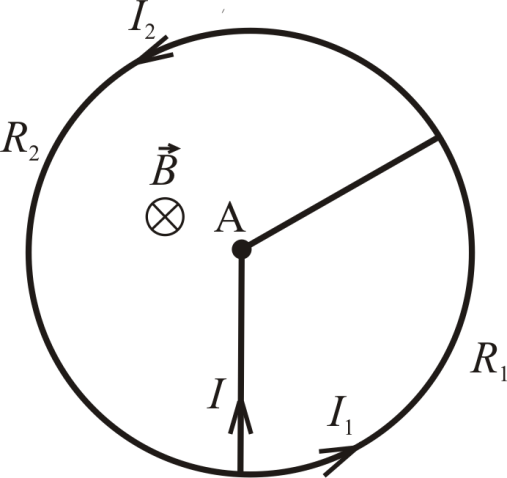 I₂
R₂
B⃗
A
R₁
I
I₁